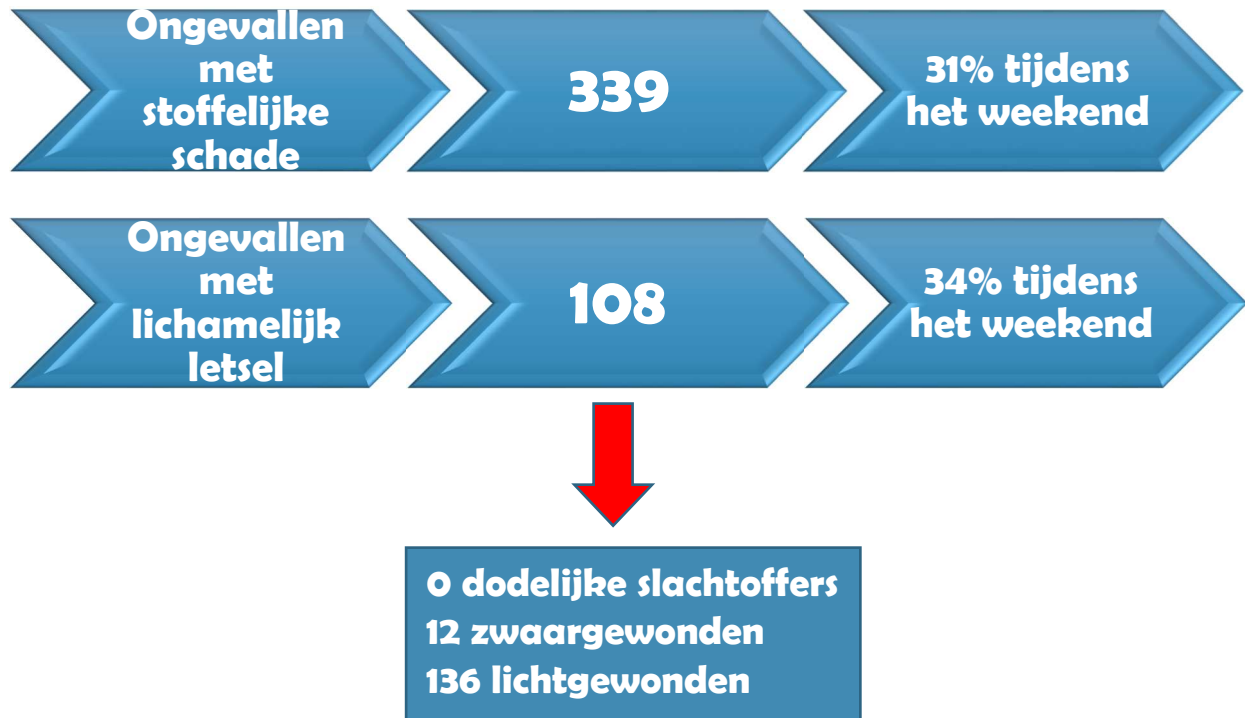 Ongevallen
met
stoffelijke
schade
339
31% tijdens
het weekend
Ongevallen
met
lichamelijk
letsel
108
34% tijdens
het weekend
0 dodelijke slachtoffers
12 zwaargewonden
136 lichtgewonden